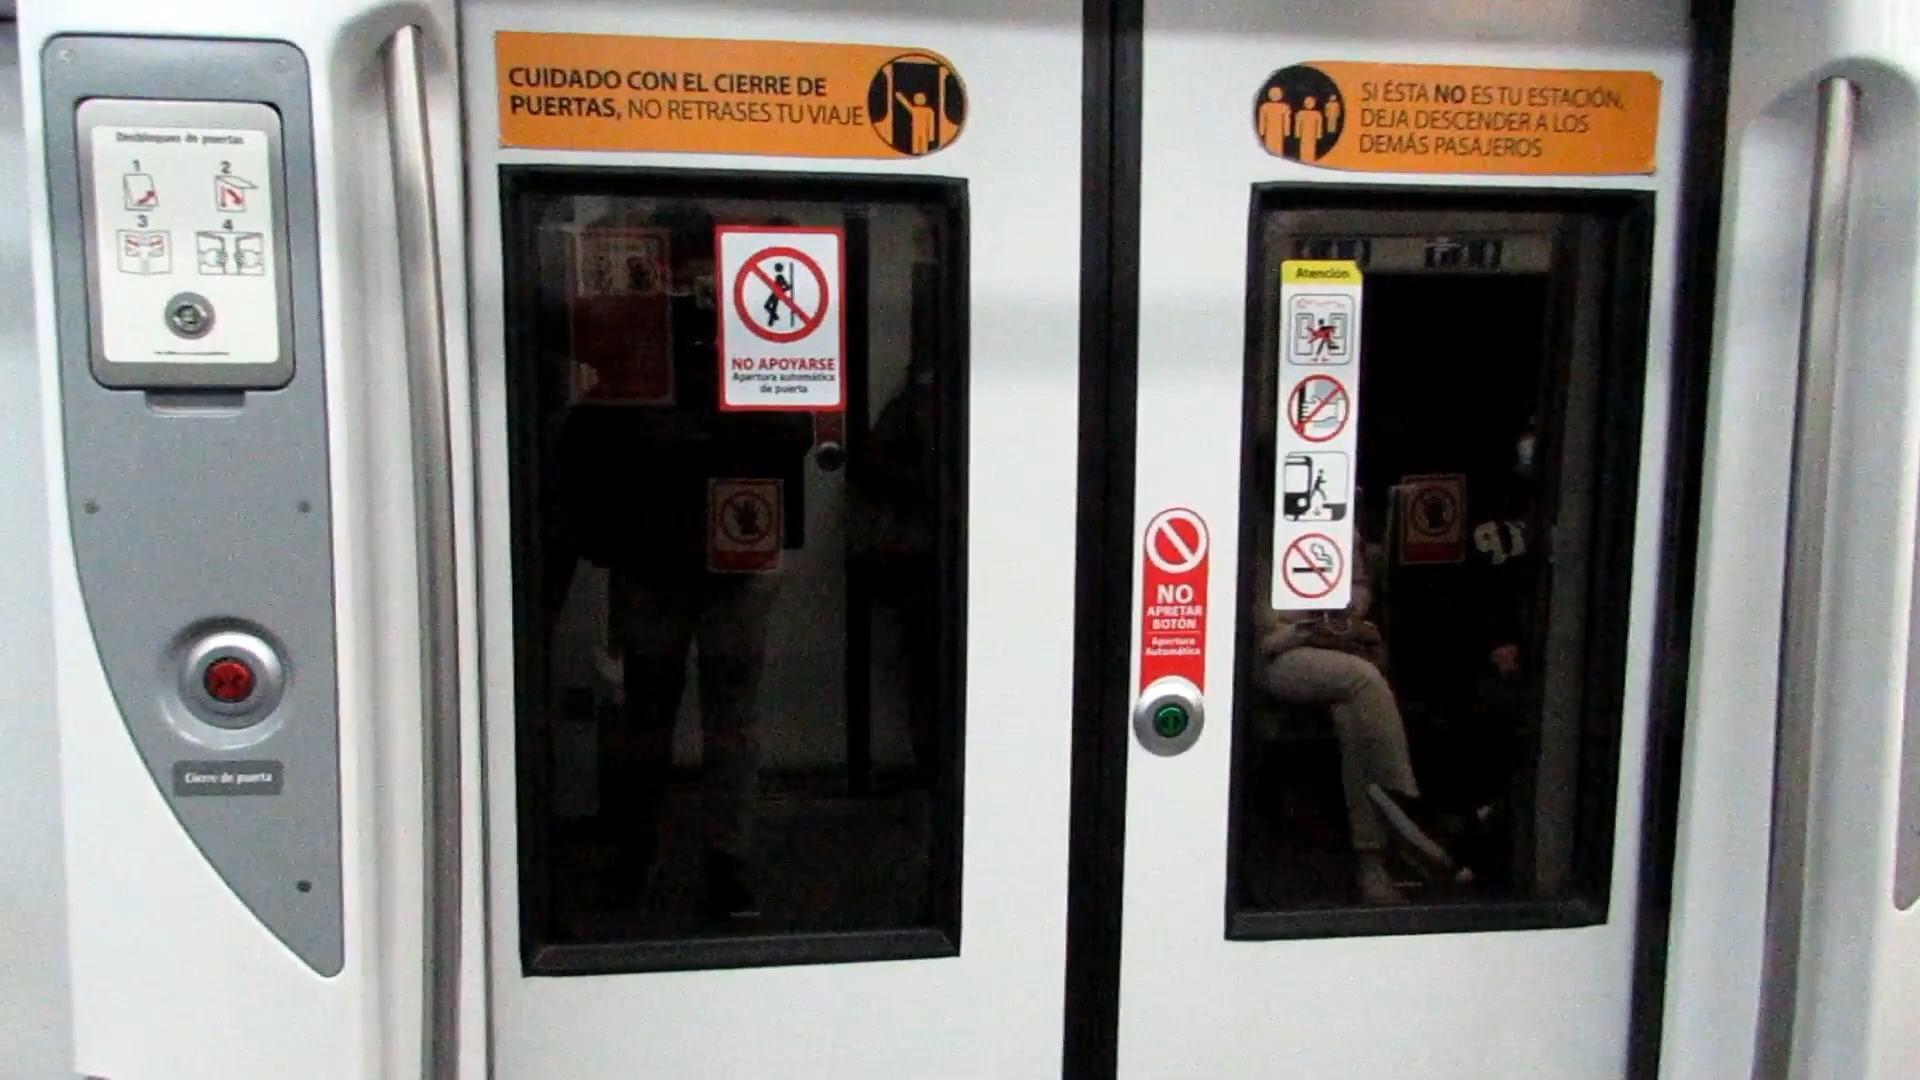 Desbloqueo de puertas
1
2
3
4
Cierre de puerta
CUIDADO CON EL CIERRE DE
PUERTAS, NO RETRASES TU VIAJE
NO APOYARSE
Apertura automática
de puerta
NO
APRETAR
BOTÓN
Apertura
Automática
SI ÉSTA NO ES TU ESTACIÓN,
DEJA DESCENDER A LOS
DEMÁS PASAJEROS
Atención